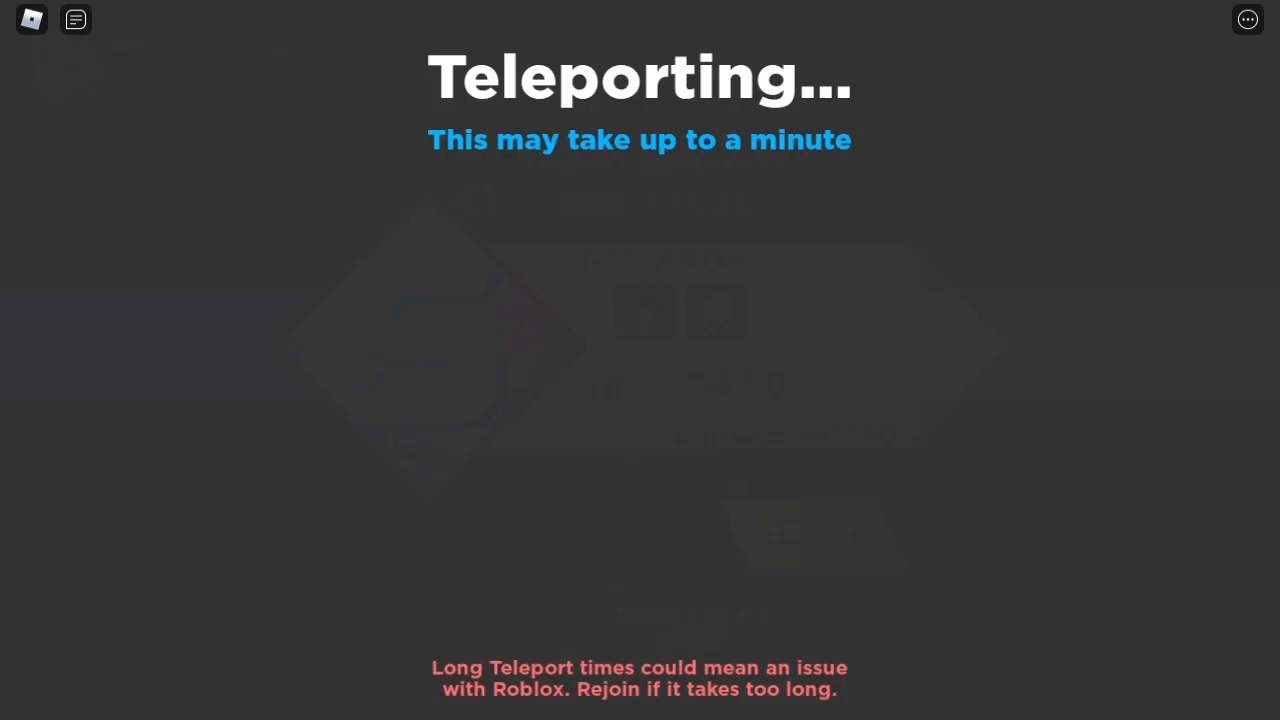 Teleporting...
This may take up to a minute
Long Teleport times could mean an issue
with Roblox. Rejoin if it takes too long.